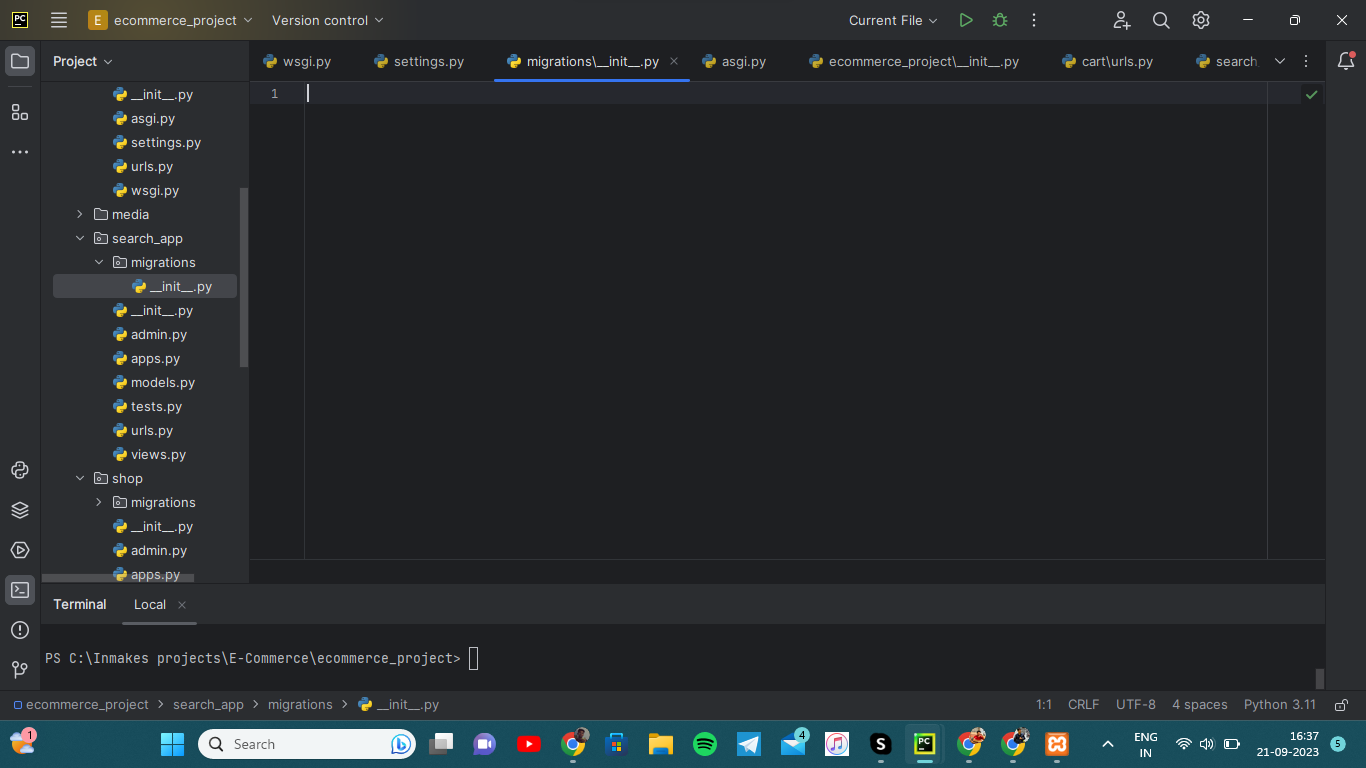 PC E ecommerce_project Version control Current File
Project
wsgi.py settings.py migrations\__init__.py asgi.py ecommerce_project\__init__.py cart\urls.py search
1
__init__.py
asgi.py
settings.py
urls.py
wsgi.py
media
search_app
migrations
__init__.py
__init__.py
admin.py
apps.py
models.py
tests.py
urls.py
views.py
shop
migrations
__init__.py
admin.py
apps.py
Terminal Local
PS C:\Inmakes projects\E-Commerce\ecommerce_project>
ecommerce_project > search_app > migrations > __init__.py 1:1 CRLF UTF-8 4 spaces Python 3.11
1 Search 4 S PC ENG 16:37
IN 21-09-2023 5